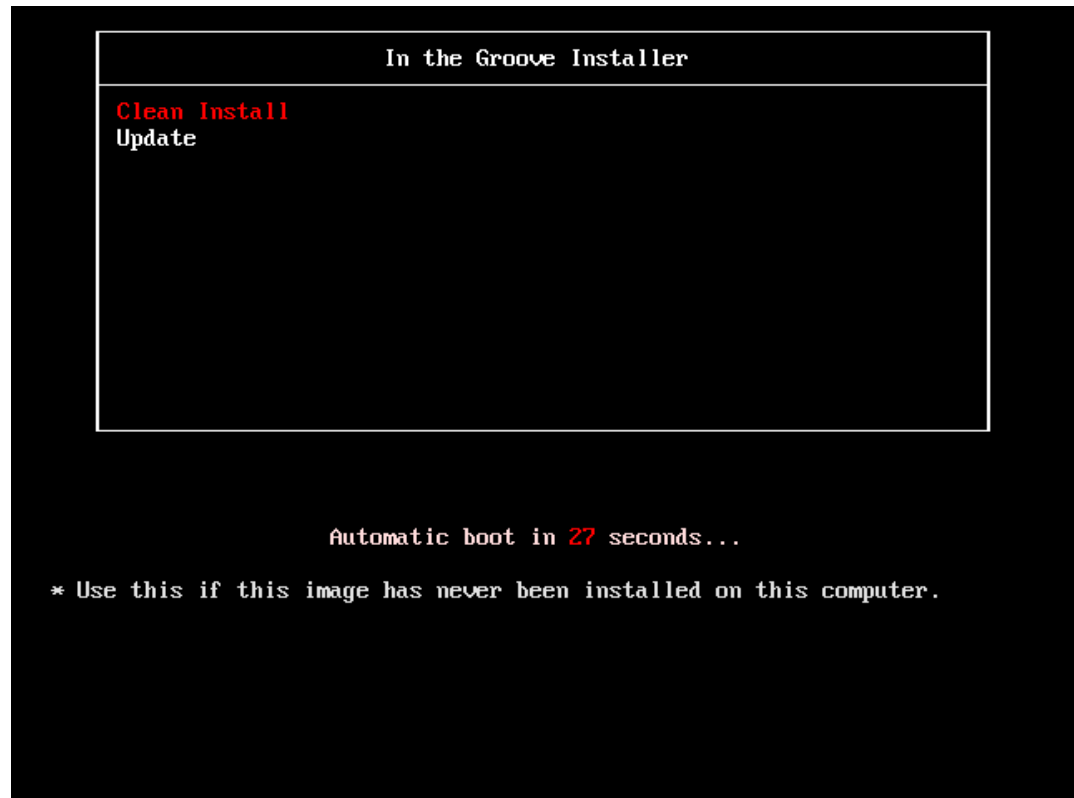 In the Groove Installer
Clean Install
Update
Automatic boot in 27 seconds...
* Use this if this image has never been installed on this computer.